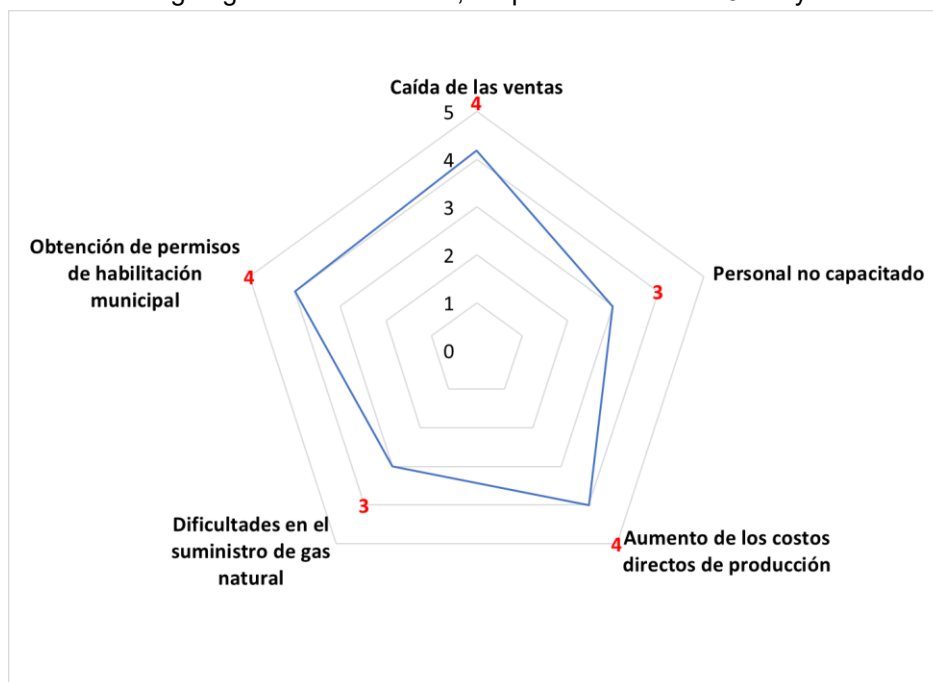 Caída de las ventas
4
5
4
3
2
1
0
Obtención de permisos
de habilitación
municipal
4
3
Personal no capacitado
Dificultades en el
suministro de gas
natural
3
4
Aumento de los costos
directos de producción